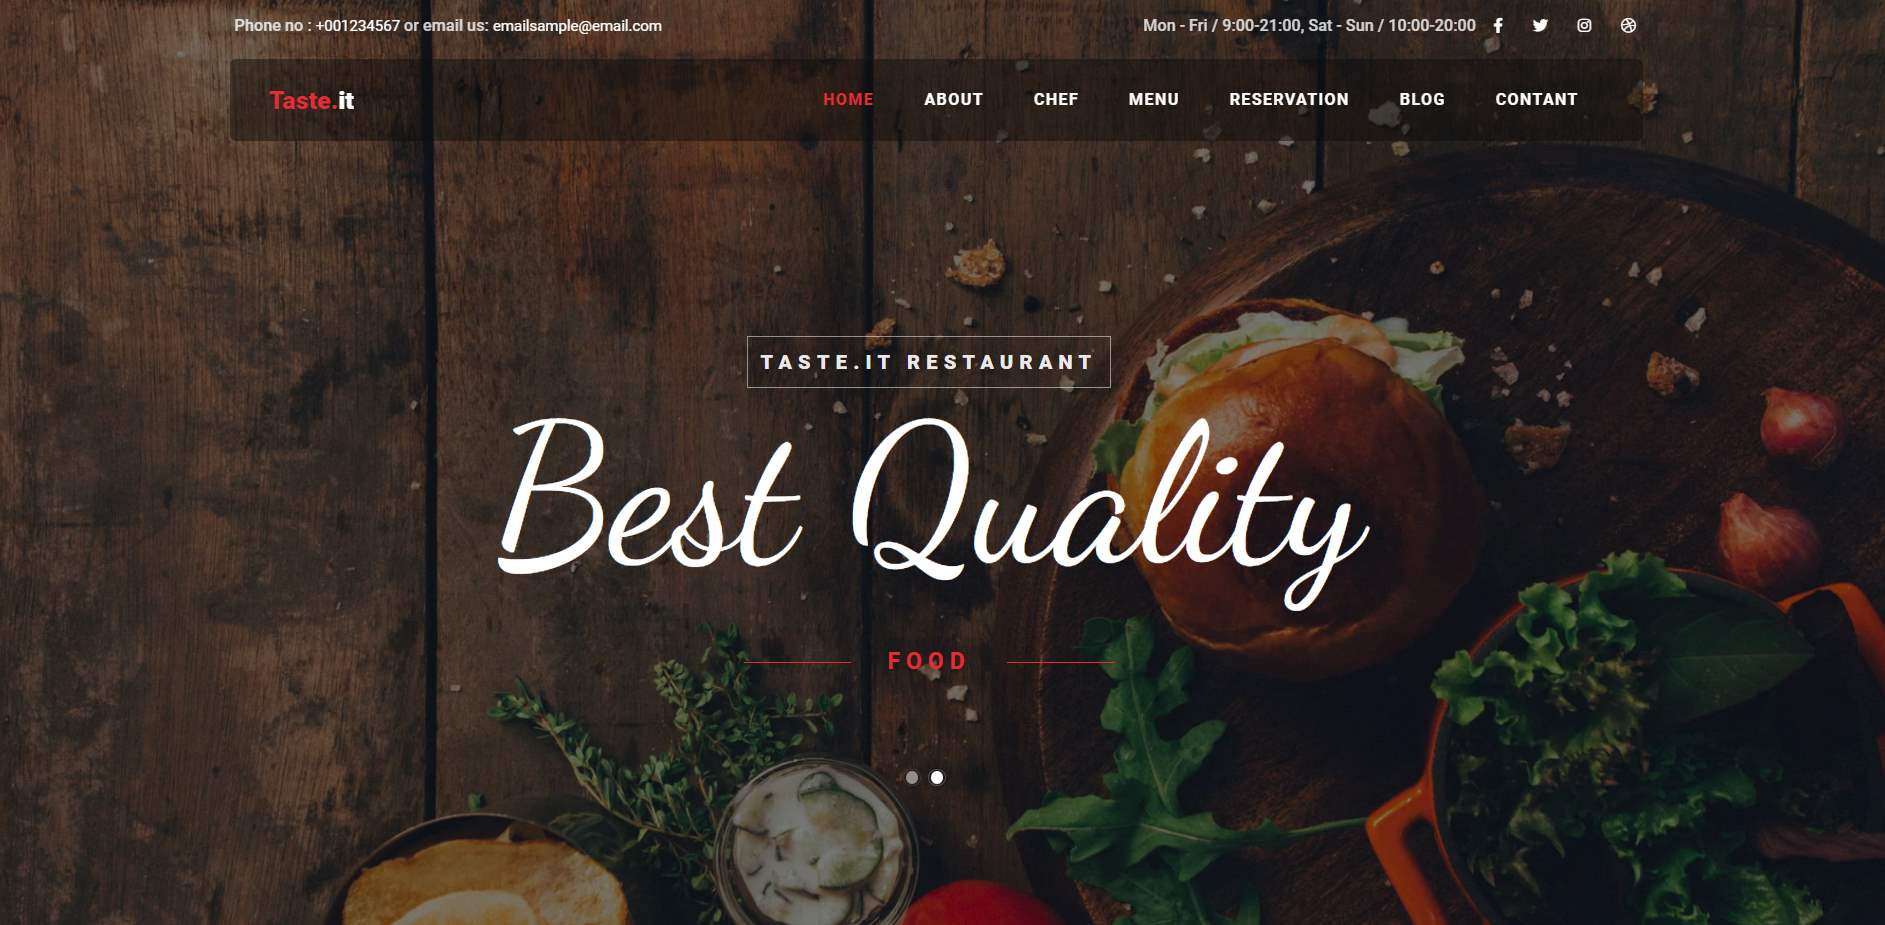 Phone no : +001234567 or email us: emailsample@email.com
Mon - Fri / 9:00-21:00, Sat - Sun / 10:00-20:00
Taste.it
HOME ABOUT CHEF MENU RESERVATION BLOG CONTANT
TASTE.IT RESTAURANT
Best Quality
FOOD